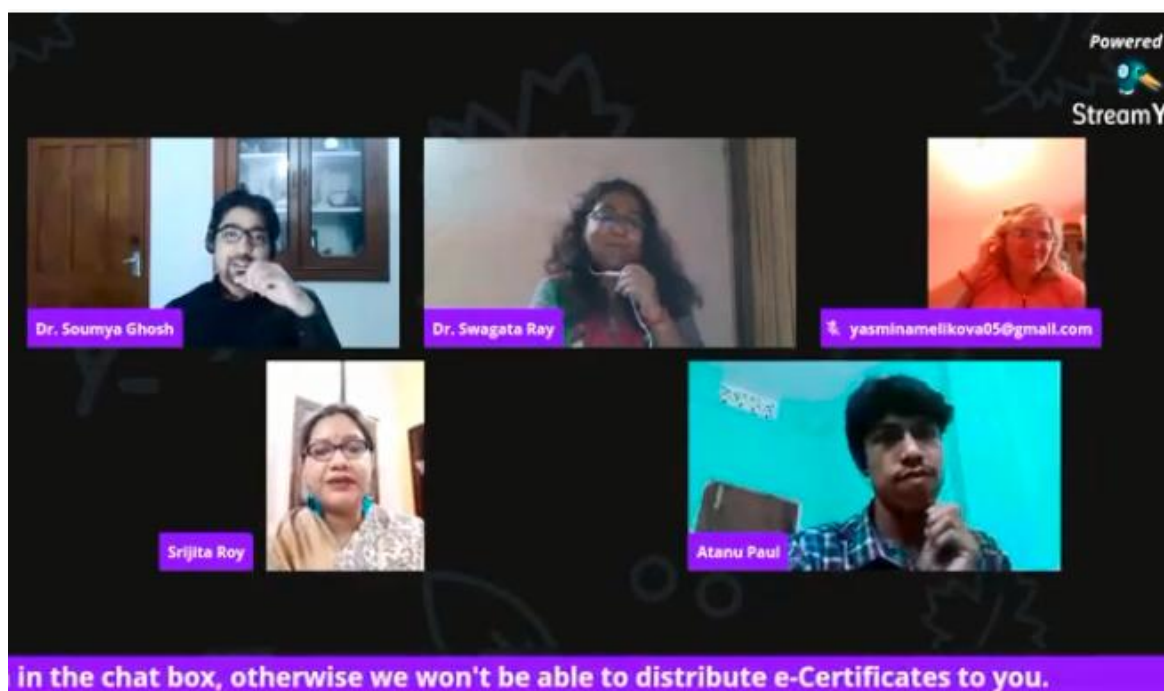 Powered
StreamY
Dr. Soumya Ghosh
Dr. Swagata Ray
yasminamelikova05@gmail.com
Srijita Roy
Atanu Paul
in the chat box, otherwise we won't be able to distribute e-Certificates to you.